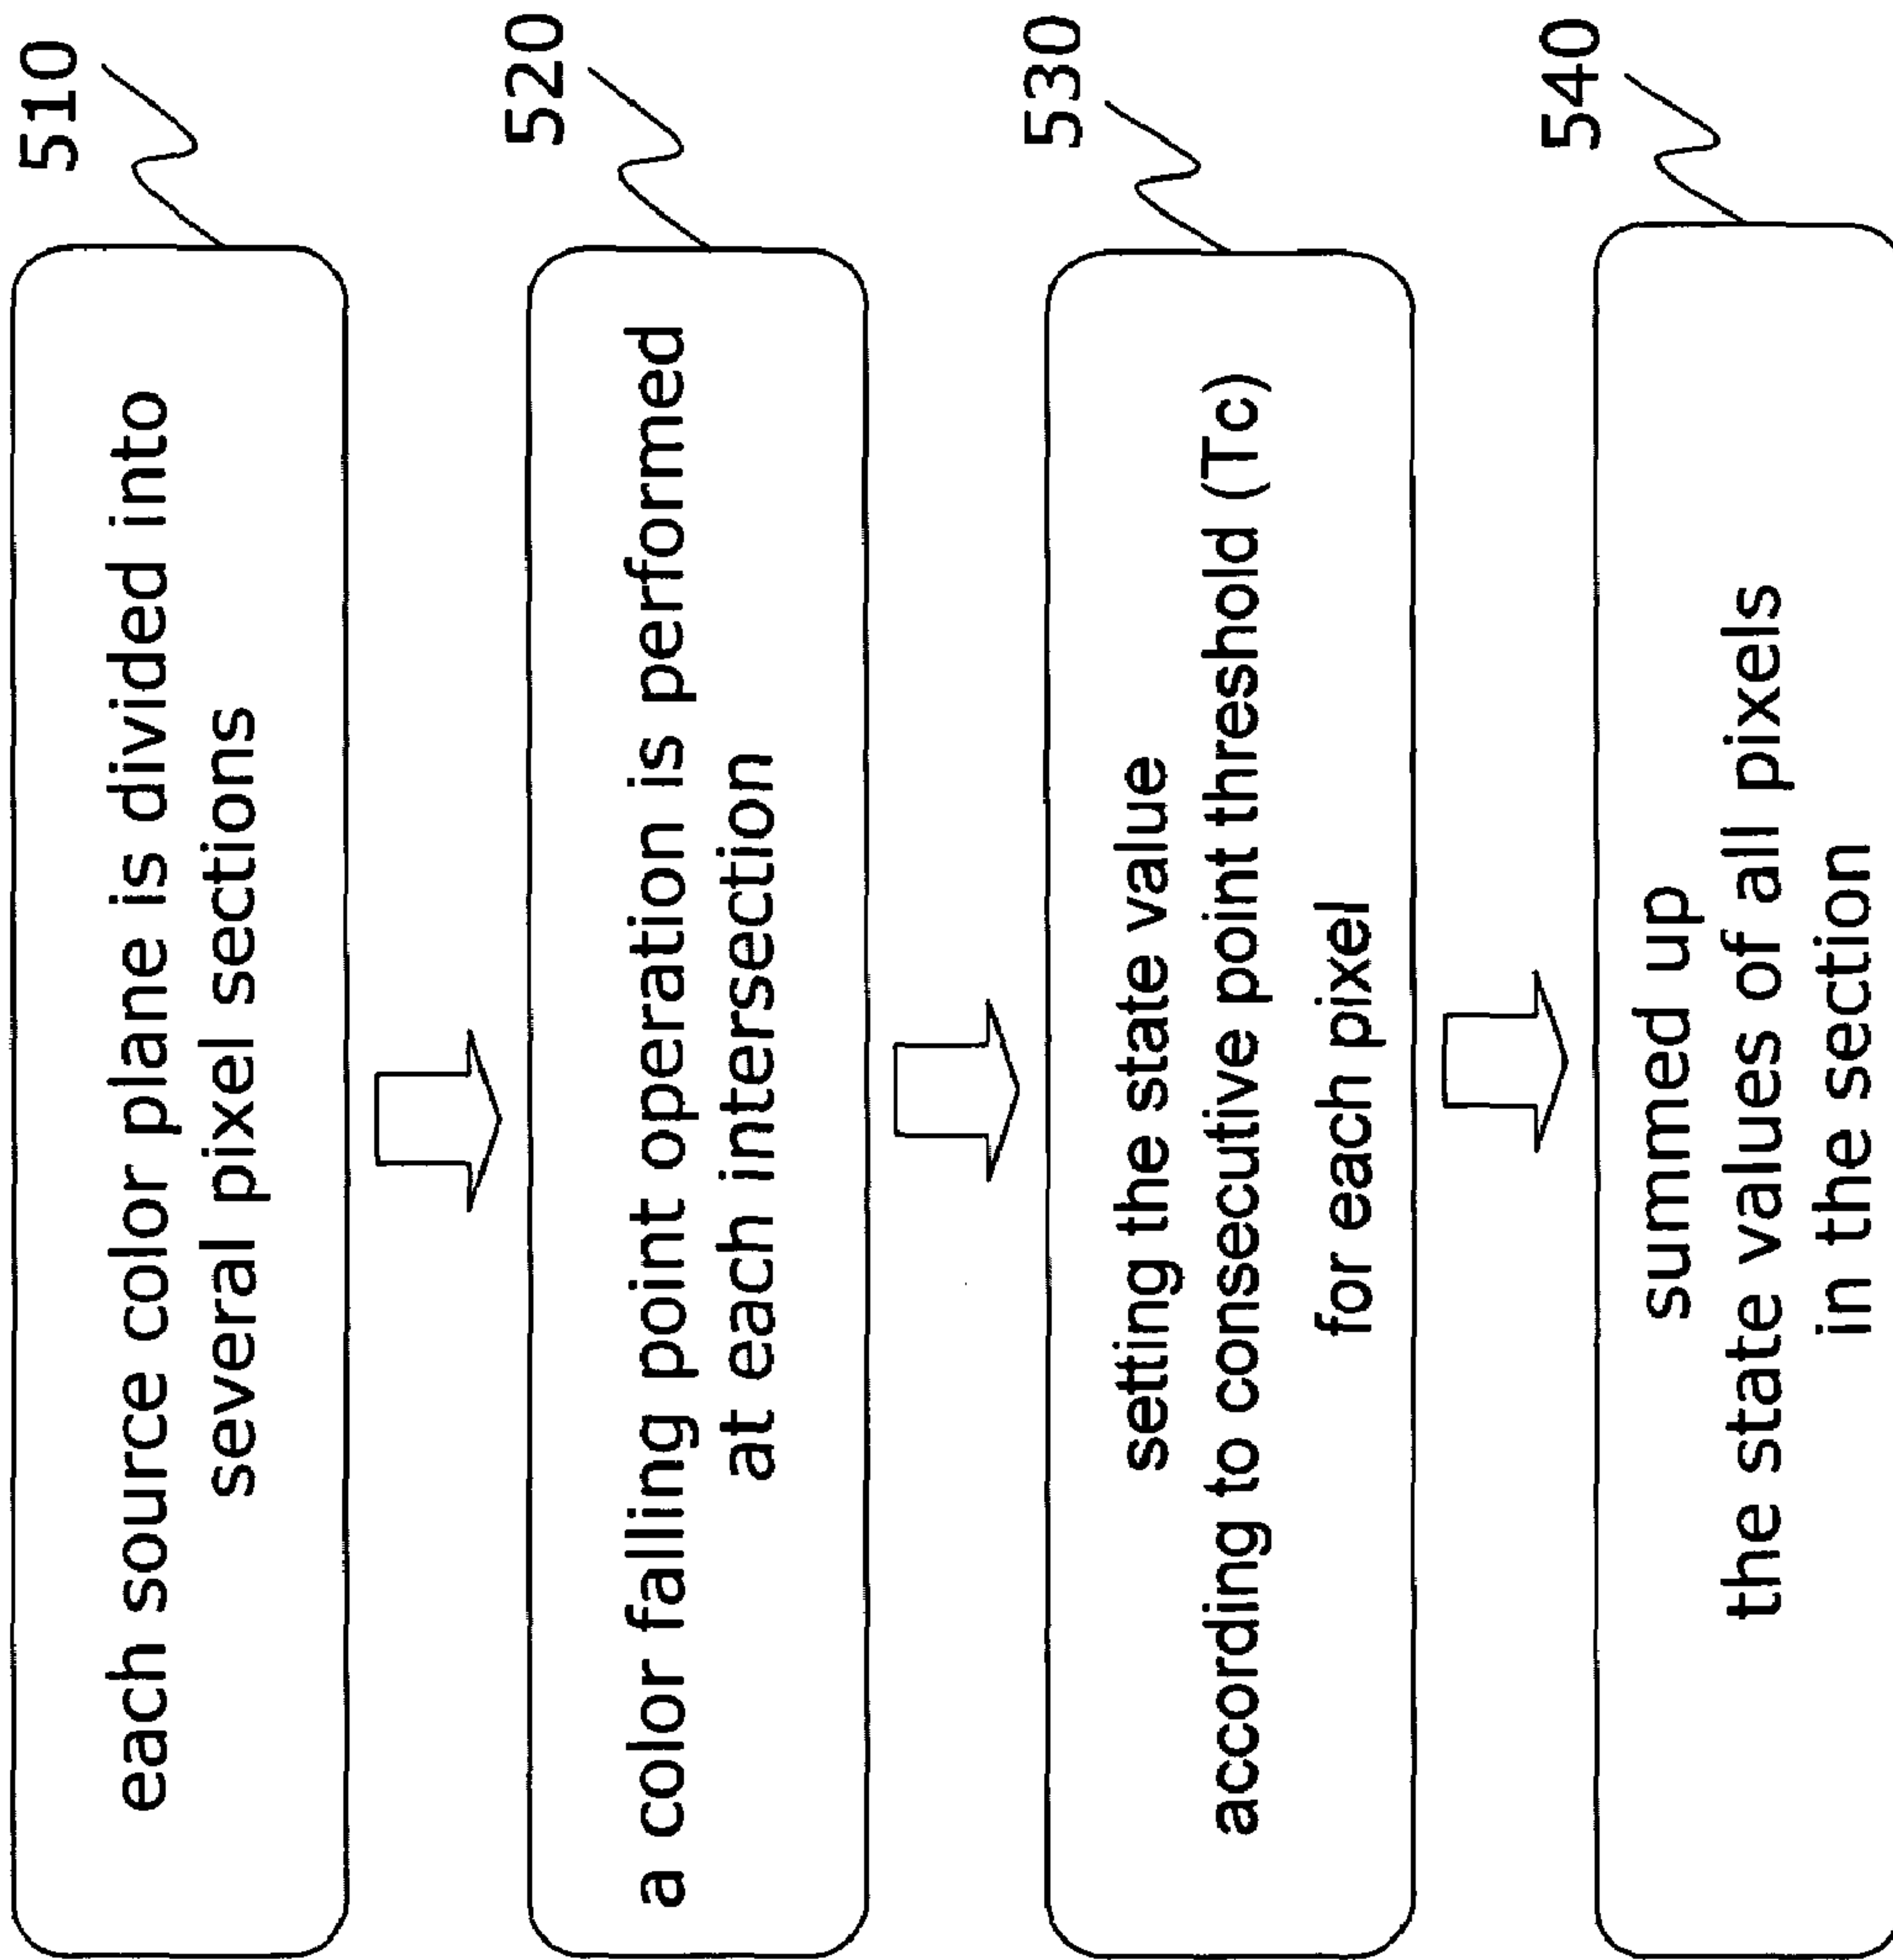 510
each source color plane is divided into
several pixel sections
520
a color falling point operation is performed
at each intersection
530
setting the state value
according to consecutive point threshold (Tc)
for each pixel
540
summed up
the state values of all pixels
in the section